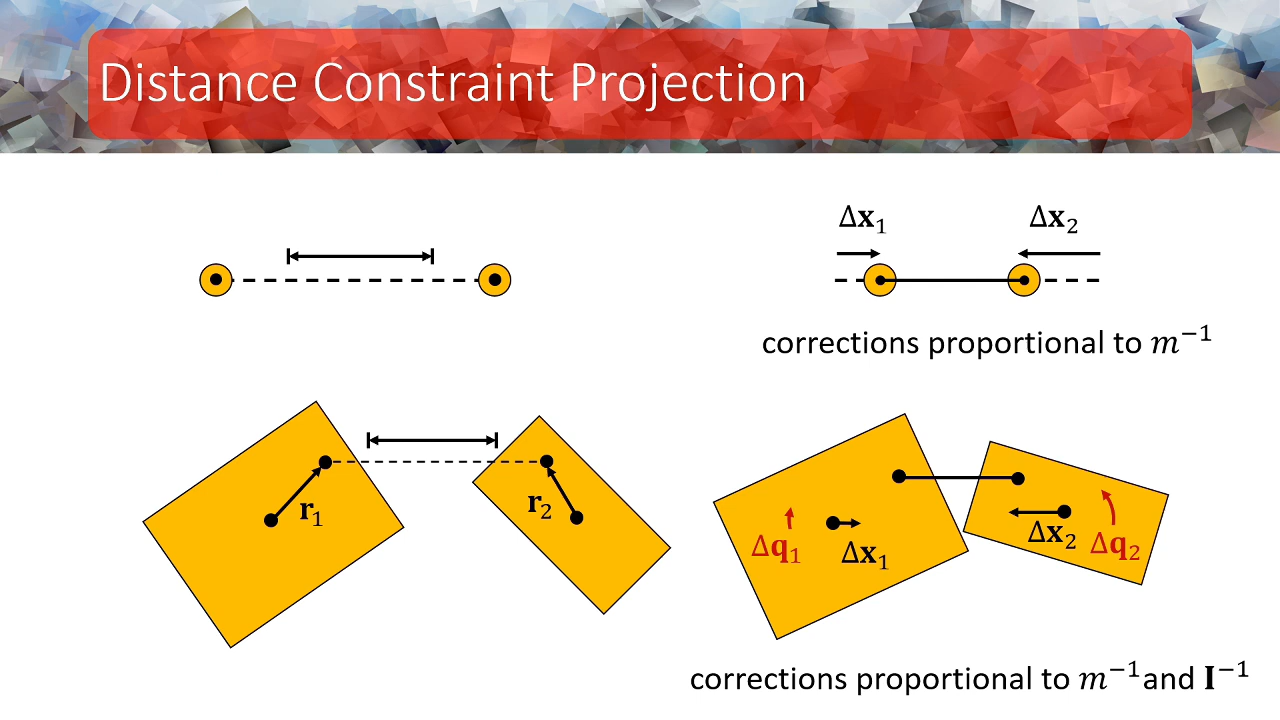 Distance Constraint Projection
Δ𝐱₁
Δ𝐱₂
corrections proportional to 𝑚⁻¹
𝐫₁
𝐫₂
Δ𝐪₁
Δ𝐱₁
Δ𝐱₂
Δ𝐪₂
corrections proportional to 𝑚⁻¹and 𝐈⁻¹